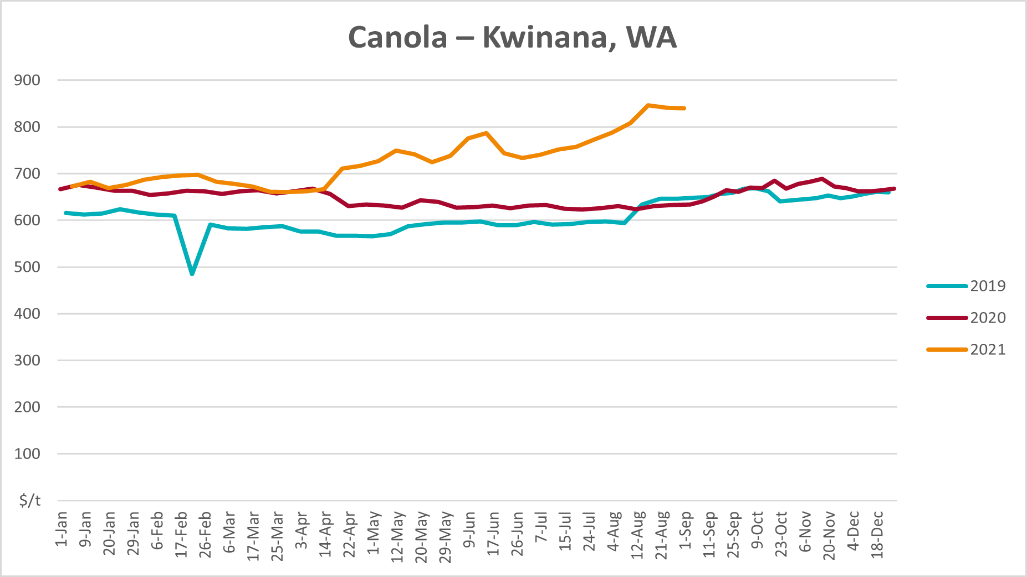 Canola – Kwinana, WA
900
800
700
600
500
400
300
200
100
$/t
1-Jan
9-Jan
20-Jan
29-Jan
6-Feb
17-Feb
26-Feb
6-Mar
17-Mar
25-Mar
3-Apr
14-Apr
22-Apr
1-May
12-May
20-May
29-May
9-Jun
17-Jun
26-Jun
7-Jul
15-Jul
24-Jul
4-Aug
12-Aug
21-Aug
1-Sep
11-Sep
25-Sep
9-Oct
23-Oct
6-Nov
20-Nov
4-Dec
18-Dec
2019
2020
2021